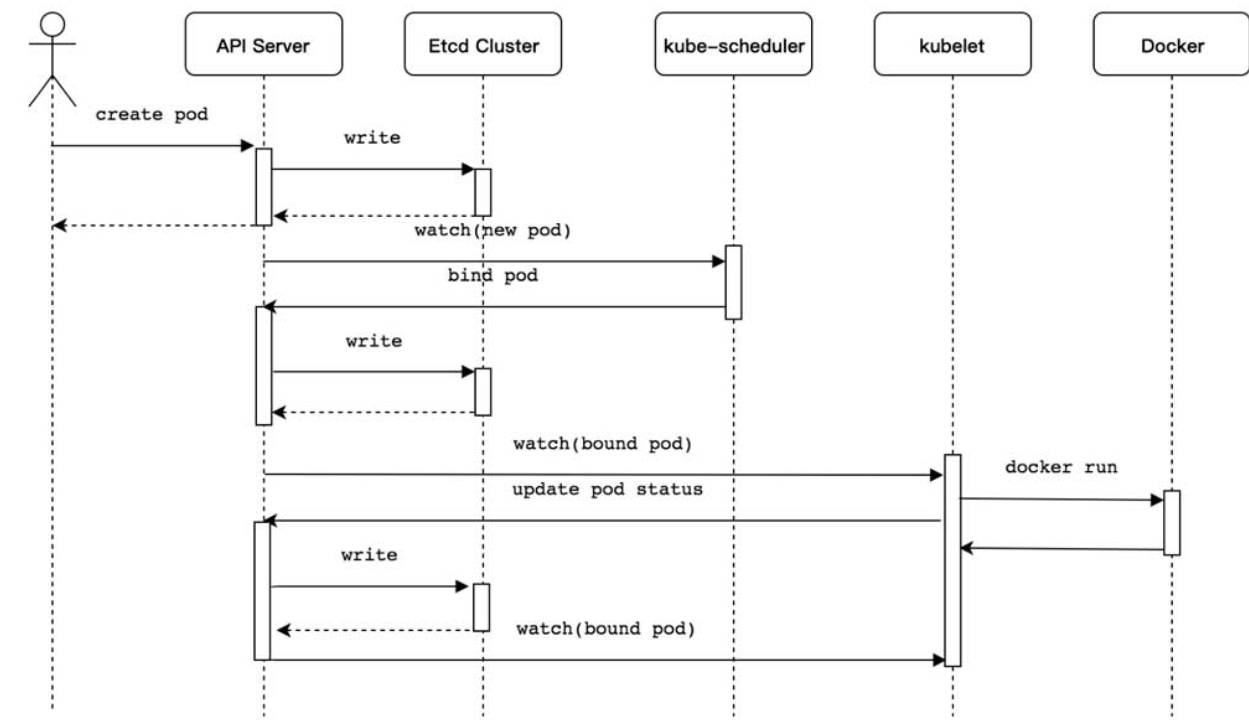 API Server
Etcd Cluster
kube-scheduler
kubelet
Docker
create pod
write
watch(new pod)
bind pod
write
watch(bound pod)
docker run
update pod status
write
watch(bound pod)